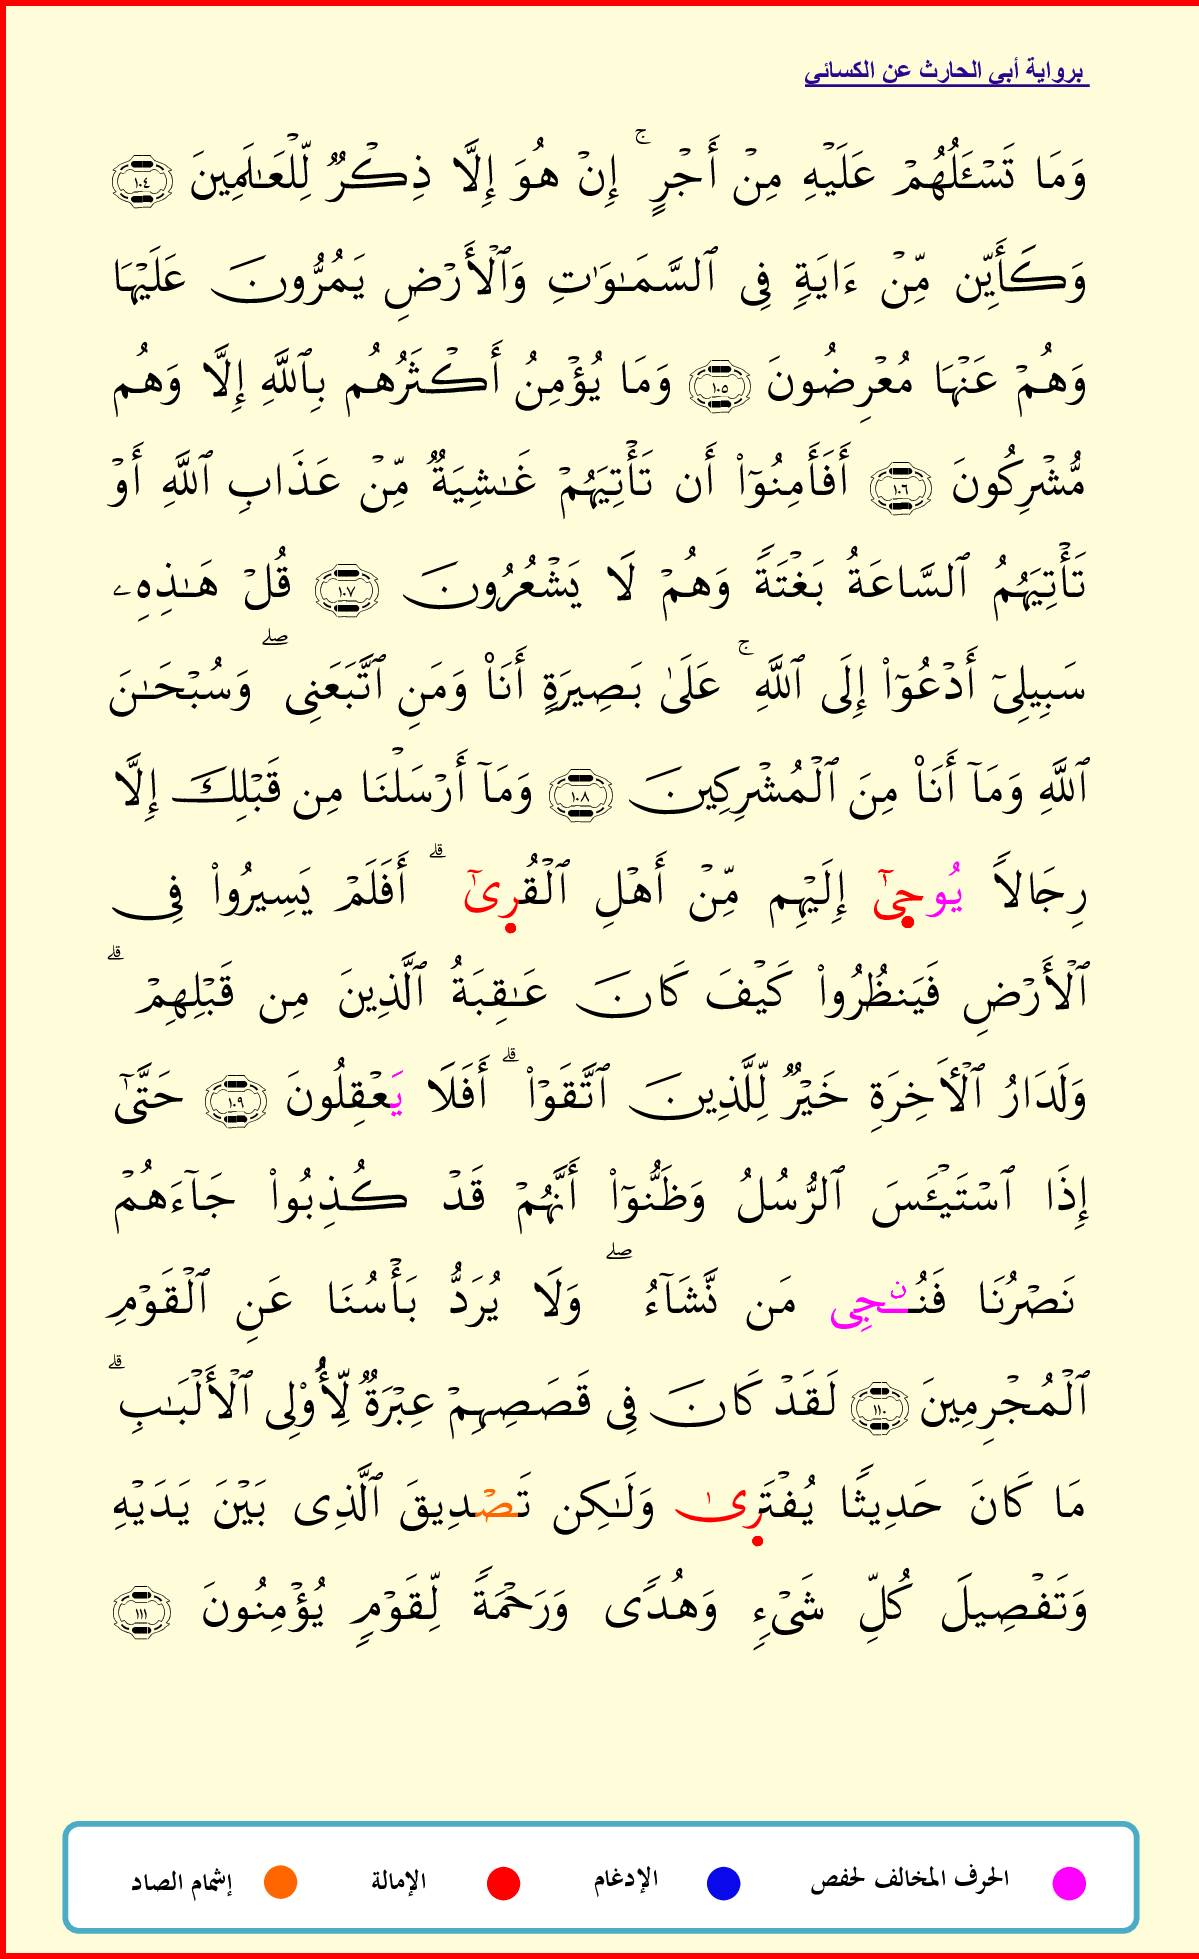 برواية أبي الحارث عن الكسائي
وَمَا تَسْـَٔلُهُمْ عَلَيْهِ مِنْ أَجْرٍ ۚ إِنْ هُوَ إِلَّا ذِكْرٌ لِّلْعَـٰلَمِينَ ١٠٤
وَكَأَيِّن مِّنْ ءَايَةٍ فِى ٱلسَّمَـٰوَٰتِ وَٱلْأَرْضِ يَمُرُّونَ عَلَيْهَا
وَهُمْ عَنْهَا مُعْرِضُونَ ١٠٥ وَمَا يُؤْمِنُ أَكْثَرُهُم بِٱللَّهِ إِلَّا وَهُم
مُّشْرِكُونَ ١٠٦ أَفَأَمِنُوٓا۟ أَن تَأْتِيَهُمْ غَـٰشِيَةٌ مِّنْ عَذَابِ ٱللَّهِ أَوْ
تَأْتِيَهُمُ ٱلسَّاعَةُ بَغْتَةً وَهُمْ لَا يَشْعُرُونَ ١٠٧ قُلْ هَـٰذِهِۦ
سَبِيلِىٓ أَدْعُوٓا۟ إِلَى ٱللَّهِ ۚ عَلَىٰ بَصِيرَةٍ أَنَا۠ وَمَنِ ٱتَّبَعَنِى ۖ وَسُبْحَـٰنَ
ٱللَّهِ وَمَآ أَنَا۠ مِنَ ٱلْمُشْرِكِينَ ١٠٨ وَمَآ أَرْسَلْنَا مِن قَبْلِكَ إِلَّا
رِجَالًا يُوحِىٓ إِلَيْهِم مِّنْ أَهْلِ ٱلْقُرِىٓ ۗ أَفَلَمْ يَسِيرُوا۟ فِى
ٱلْأَرْضِ فَيَنظُرُوا۟ كَيْفَ كَانَ عَـٰقِبَةُ ٱلَّذِينَ مِن قَبْلِهِمْ ۗ
وَلَدَارُ ٱلْأَخِرَةِ خَيْرٌ لِّلَّذِينَ ٱتَّقَوْا۟ ۗ أَفَلَا يَعْقِلُونَ ١٠٩ حَتَّىٰٓ
إِذَا ٱسْتَيْـَٔسَ ٱلرُّسُلُ وَظَنُّوٓا۟ أَنَّهُمْ قَدْ كُذِبُوا۟ جَآءَهُمْ
نَصْرُنَا فَنُـۨجِى مَن نَّشَآءُ ۖ وَلَا يُرَدُّ بَأْسُنَا عَنِ ٱلْقَوْمِ
ٱلْمُجْرِمِينَ ١١٠ لَقَدْ كَانَ فِى قَصَصِهِمْ عِبْرَةٌ لِّأُو۟لِى ٱلْأَلْبَـٰبِ ۗ
مَا كَانَ حَدِيثًا يُفْتَرِىٰ وَلَـٰكِن تَصْدِيقَ ٱلَّذِى بَيْنَ يَدَيْهِ
وَتَفْصِيلَ كُلِّ شَىْءٍ وَهُدًى وَرَحْمَةً لِّقَوْمٍ يُؤْمِنُونَ ١١١
الحرف المخالف لحفص الإدغام الإمالة إشمام الصاد